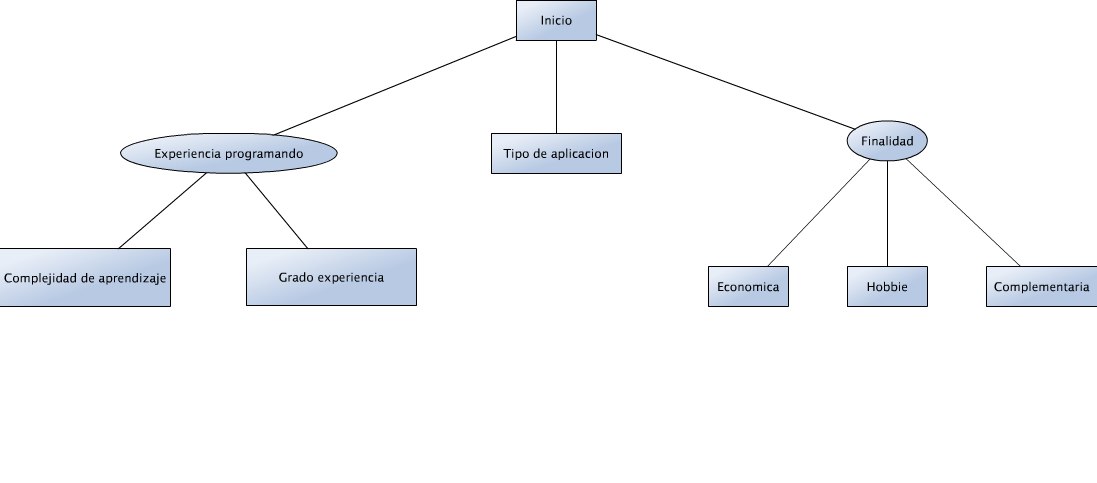 Inicio
Experiencia programando
Tipo de aplicacion
Finalidad
Complejidad de aprendizaje
Grado experiencia
Economica
Hobbie
Complementaria